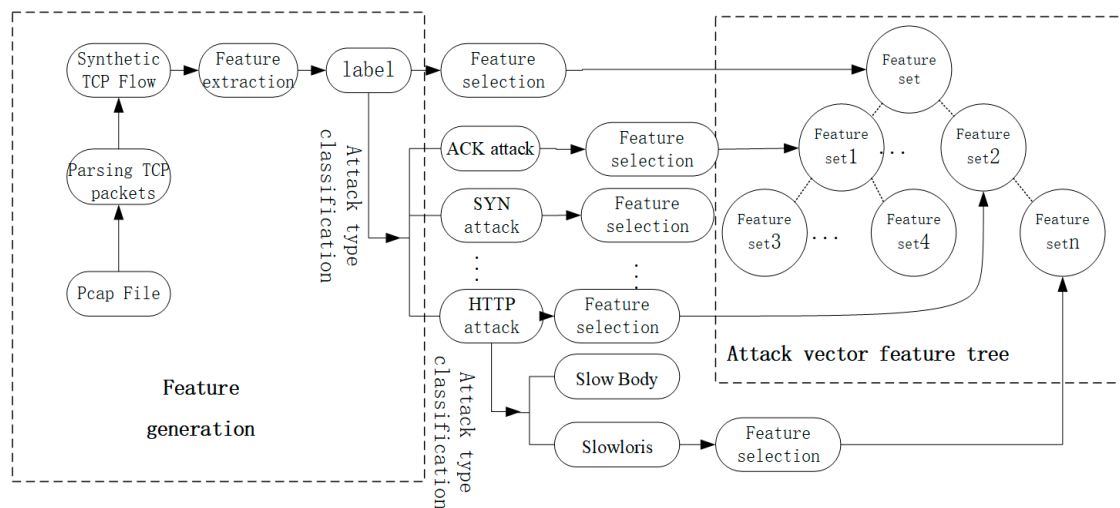 Synthetic
TCP Flow
Feature
extraction
label
Feature
selection
Feature
set
Parsing TCP
packets
Pcap File
Attack type
classification
ACK attack
Feature
selection
Feature
set1
...
Feature
set2
SYN
attack
Feature
selection
Feature
set3
...
Feature
set4
Feature
setn
...
...
HTTP
attack
Feature
selection
Attack vector feature tree
Feature
generation
Attack type
classification
Slow Body
Slowloris
Feature
selection